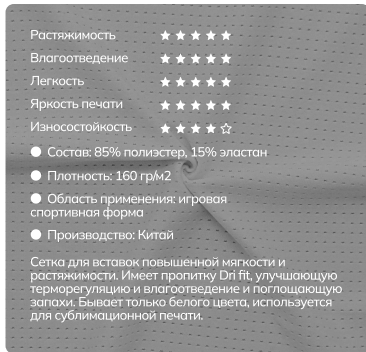 Растяжимость ★★★★★
Влагоотведение ★★★★★
Легкость ★★★★★
Яркость печати ★★★★★
Износостойкость ★★★★☆
● Состав: 85% полиэстер, 15% эластан
● Плотность: 160 гр/м2
● Область применения: игровая
спортивная форма
● Производство: Китай
Сетка для вставок повышенной мягкости и
растяжимости. Имеет пропитку Dri fit, улучшающую
терморегуляцию и влагоотведение и поглощающую
запахи. Бывает только белого цвета, используется
для сублимационной печати.